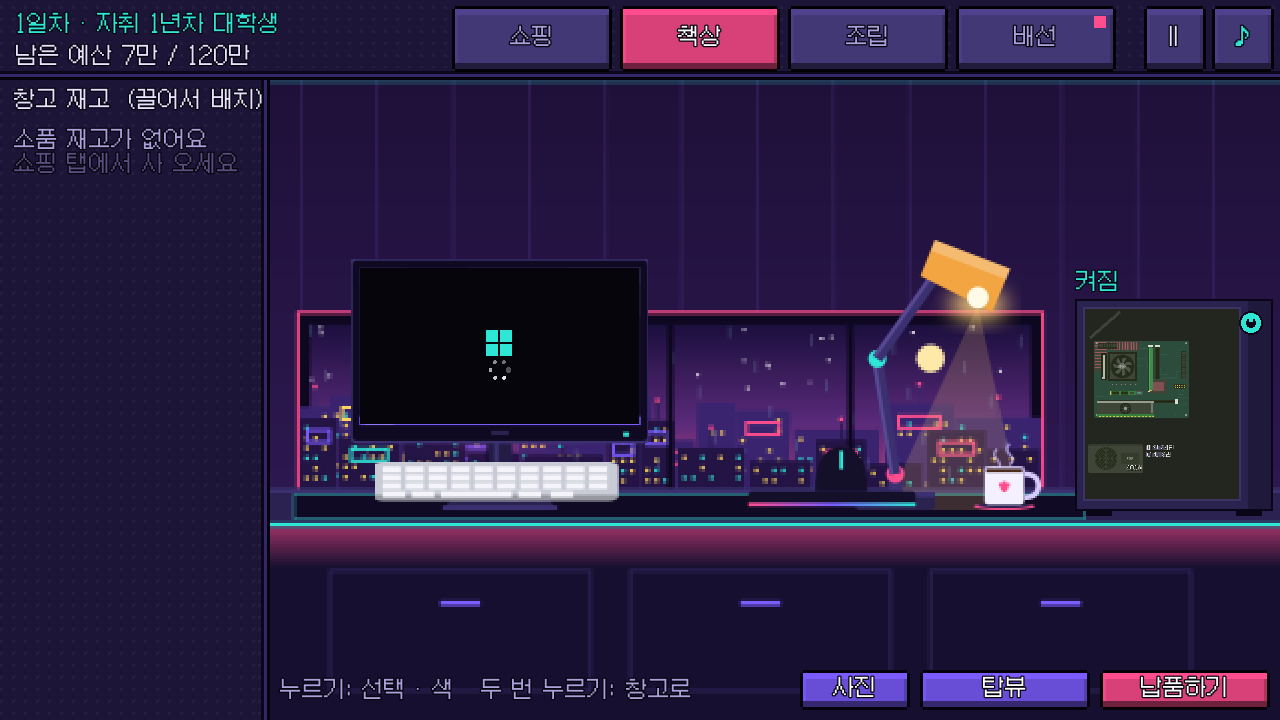 1일차 · 자취 1년차 대학생
남은 예산 7만 / 120만
쇼핑
책상
조립
배선
창고 재고 (끌어서 배치)
소품 재고가 없어요
쇼핑 탭에서 사 오세요
켜짐
누르기: 선택 · 색 두 번 누르기: 창고로
사진
탑뷰
납품하기